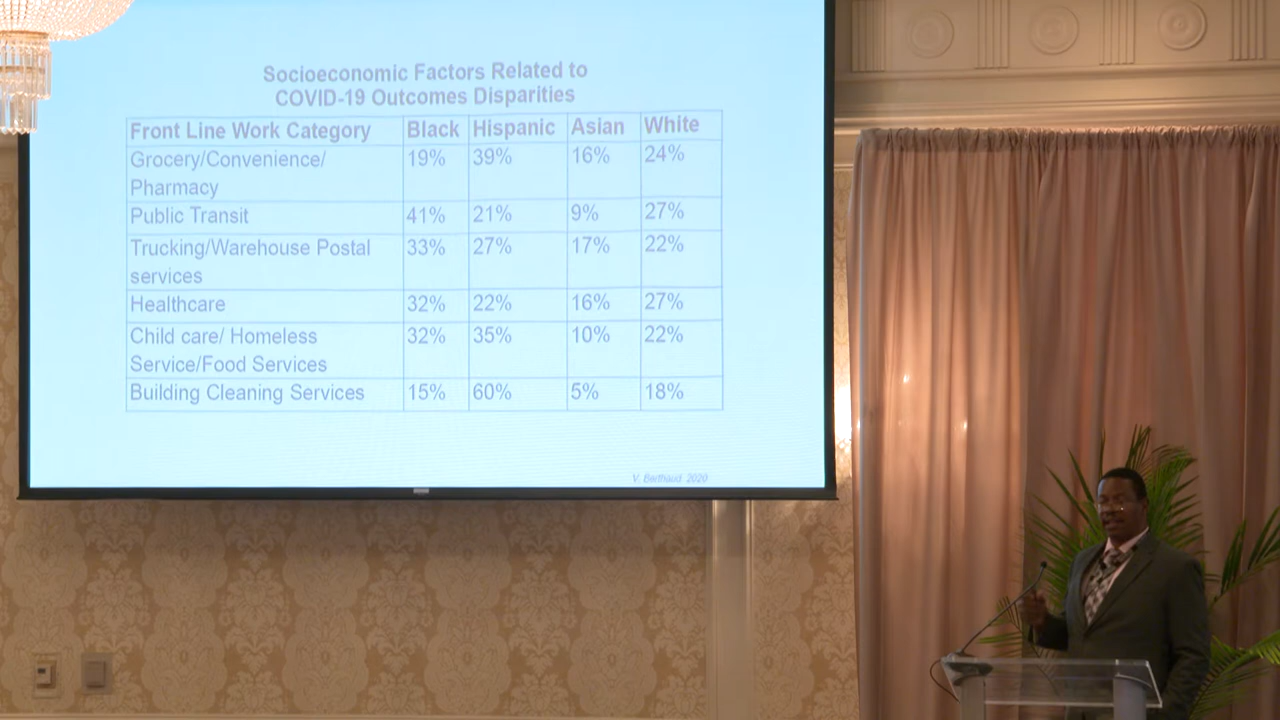 Socioeconomic Factors Related to
COVID-19 Outcomes Disparities
Front Line Work Category Black Hispanic Asian White
Grocery/Convenience/ 19% 39% 16% 24%
Pharmacy
Public Transit 41% 21% 9% 27%
Trucking/Warehouse Postal 33% 27% 17% 22%
services
Healthcare 32% 22% 16% 27%
Child care/ Homeless 32% 35% 10% 22%
Service/Food Services
Building Cleaning Services 15% 60% 5% 18%
V. Berthaud 2020